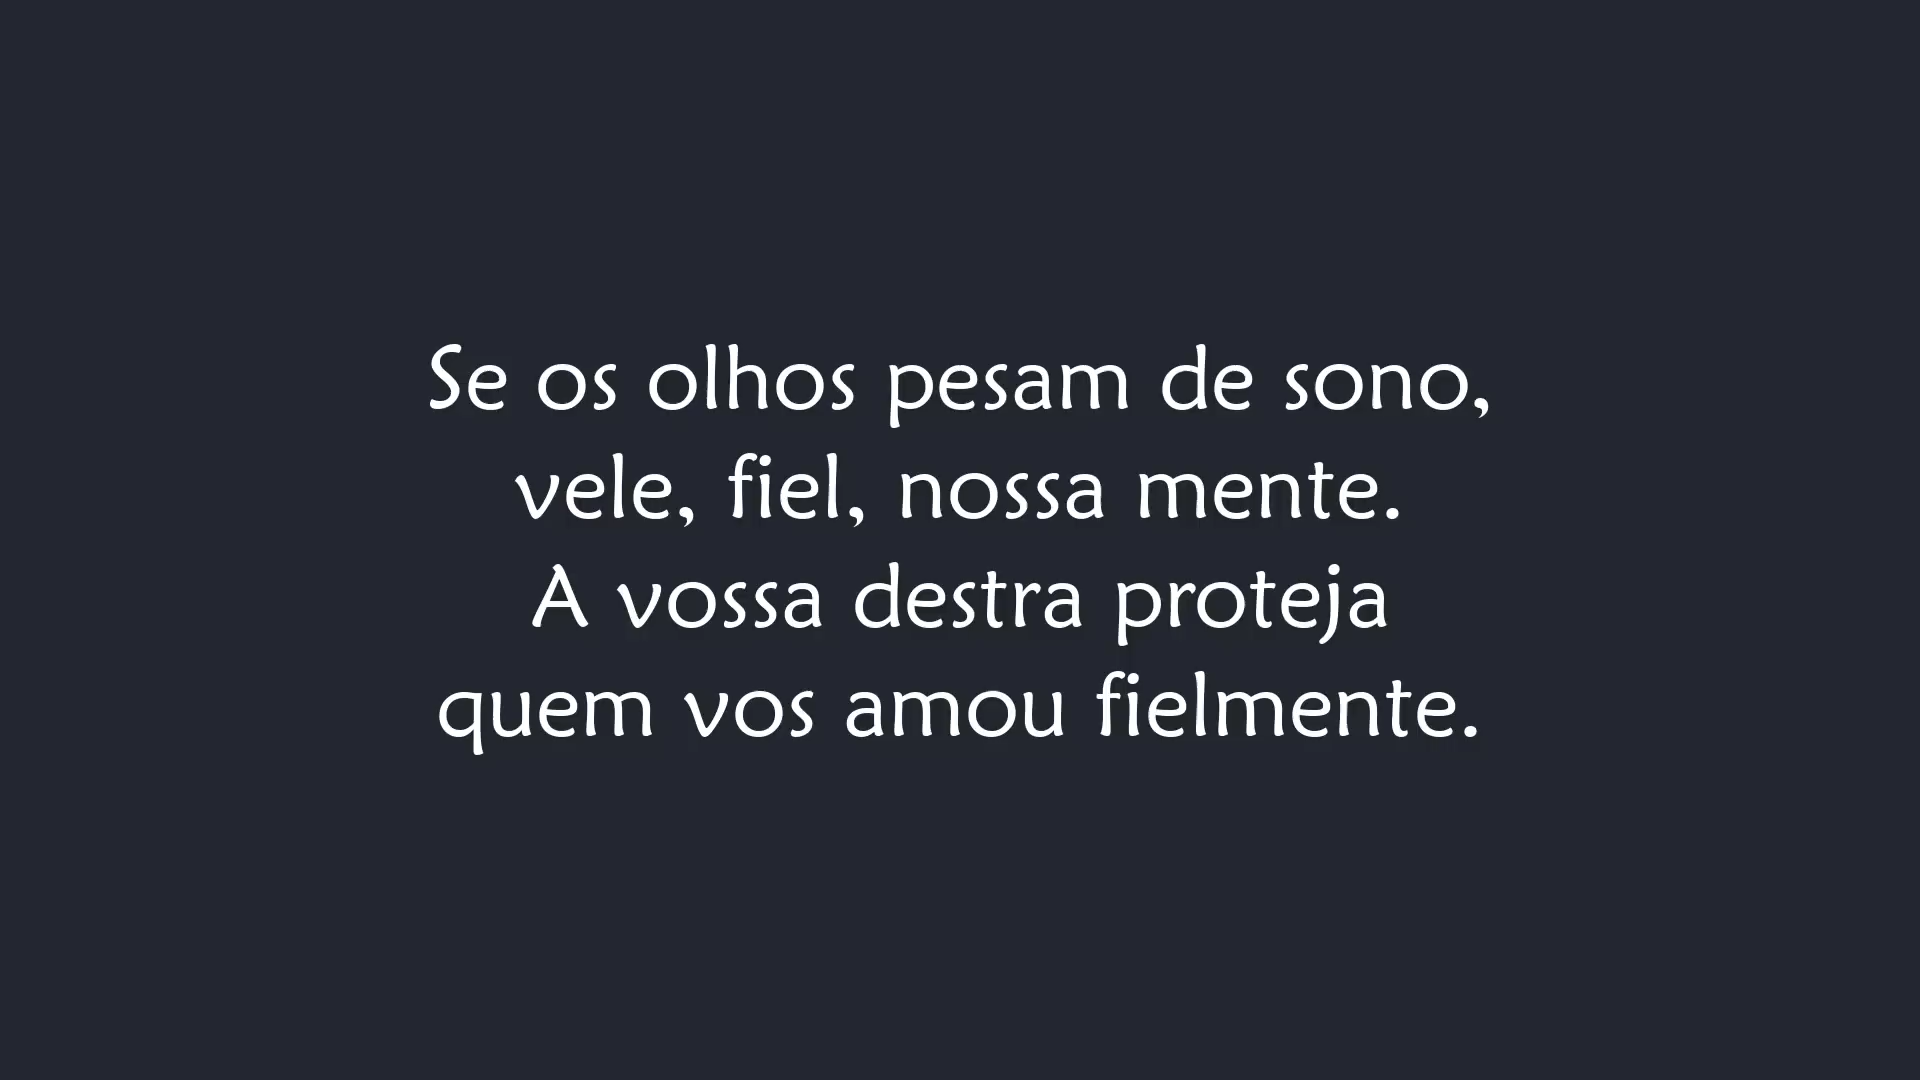 Se os olhos pesam de sono,
vele, fiel, nossa mente.
A vossa destra proteja
quem vos amou fielmente.